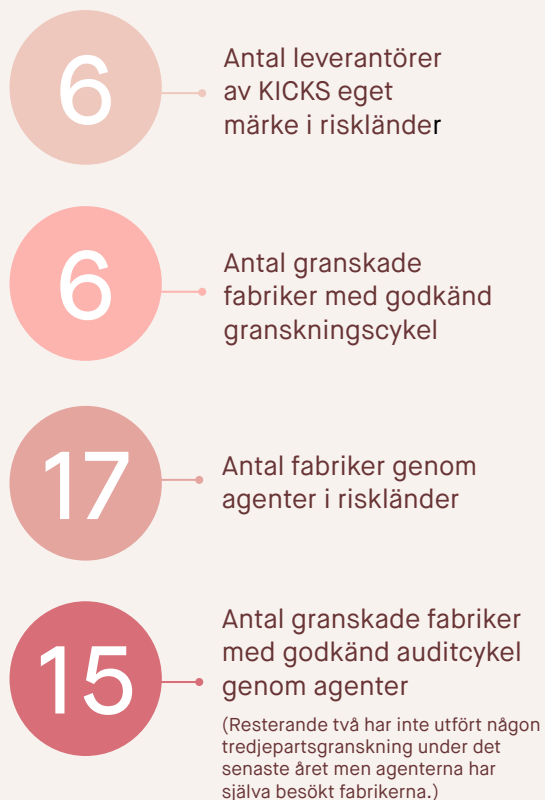 6
Antal leverantörer
av KICKS eget
märke i riskländer
6
Antal granskade
fabriker med godkänd
granskningscykel
17
Antal fabriker genom
agenter i riskländer
15
Antal granskade fabriker
med godkänd auditcykel
genom agenter
(Resterande två har inte utfört någon
tredjepartsgranskning under det
senaste året men agenterna har
själva besökt fabrikerna.)